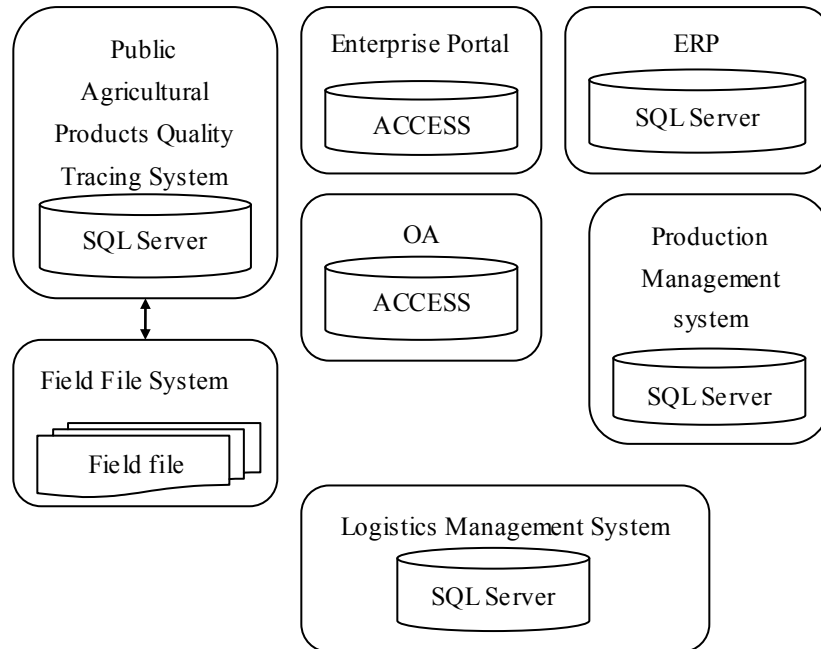 Public
Agricultural
Products Quality
Tracing System
SQL Server
Enterprise Portal
ACCESS
ERP
SQL Server
OA
ACCESS
Production
Management
system
SQL Server
Field File System
Field file
Logistics Management System
SQL Server